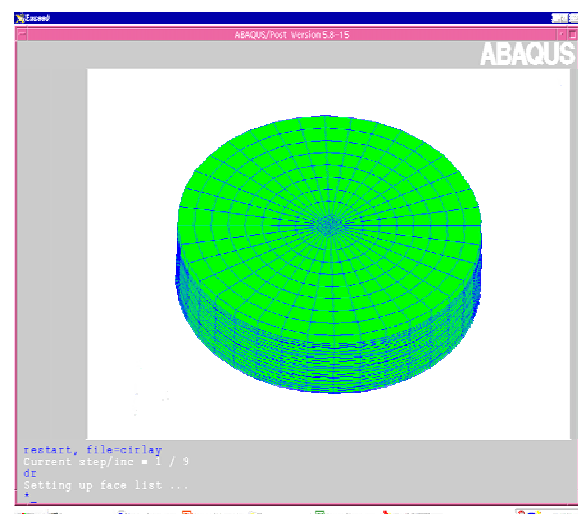 Exceed
ABAQUS/Post Version 5.8-15
ABAQUS
restart, file=cirlay
Current step/inc = 1 / 9
dr
Setting up face list ...
*_